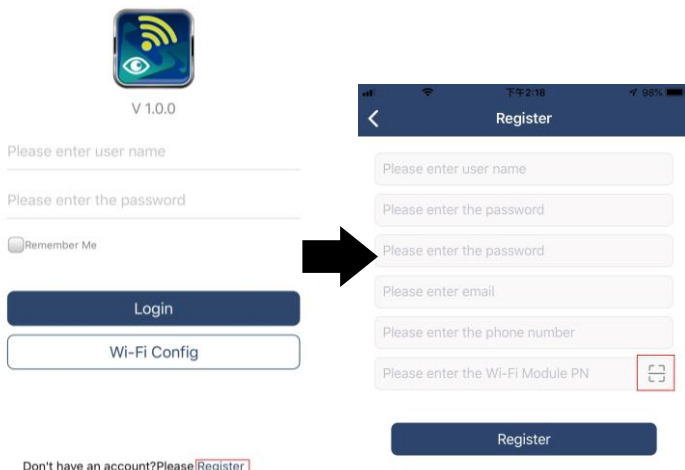 V 1.0.0
Please enter user name
Please enter the password
Remember Me
Login
Wi-Fi Config
Don't have an account?Please Register
下午2:18
98%
Register
Please enter user name
Please enter the password
Please enter the password
Please enter email
Please enter the phone number
Please enter the Wi-Fi Module PN
Register